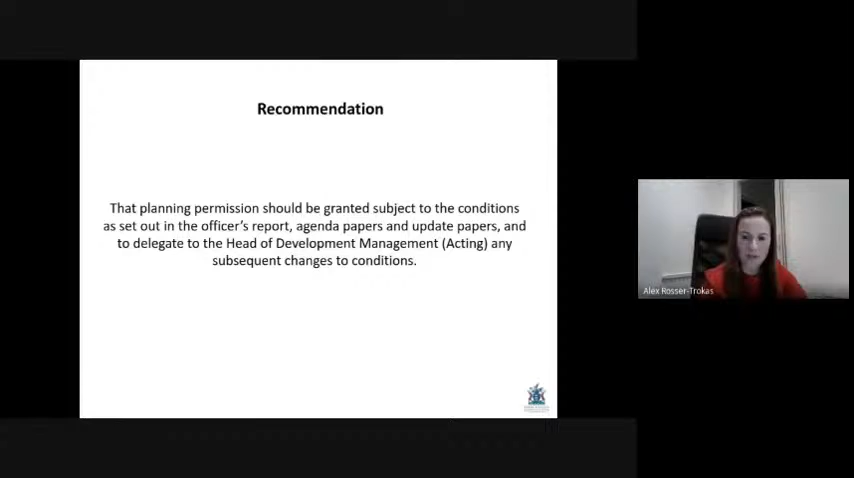 Recommendation
That planning permission should be granted subject to the conditions
as set out in the officer's report, agenda papers and update papers, and
to delegate to the Head of Development Management (Acting) any
subsequent changes to conditions.
Alex Rosser-Trokas